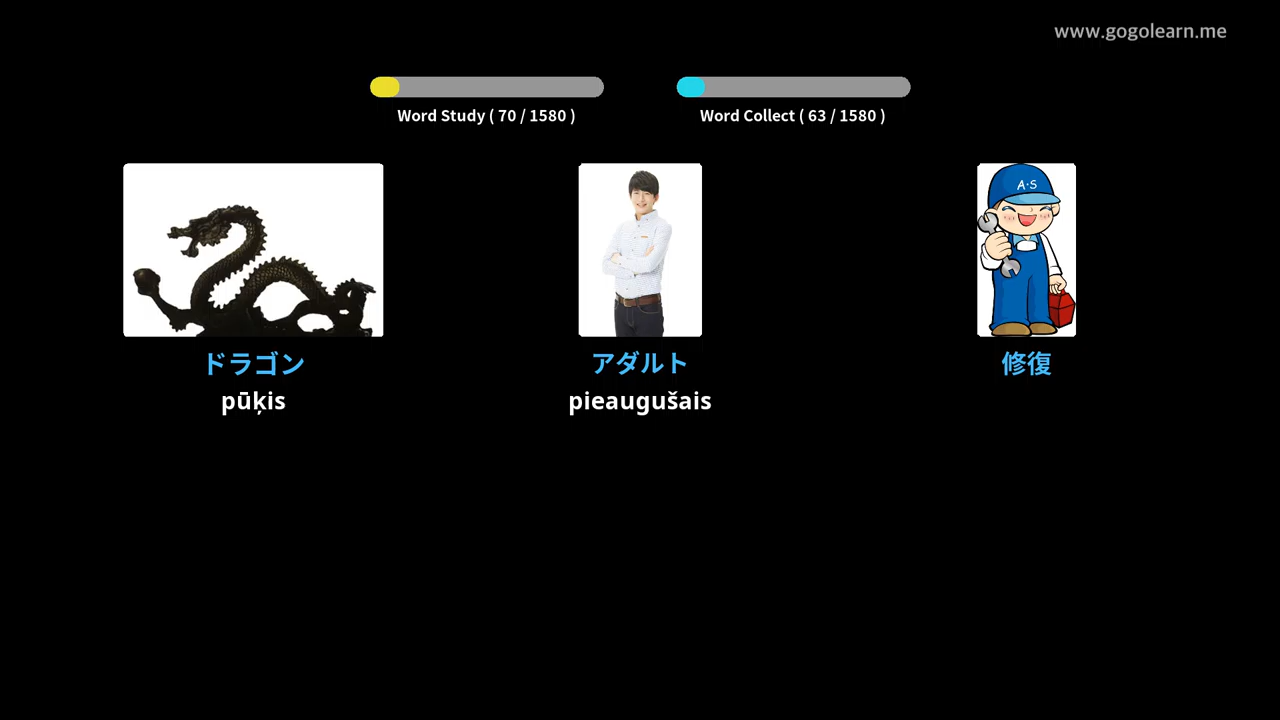 www.gogolearn.me
Word Study ( 70 / 1580 )
Word Collect ( 63 / 1580 )
A·S
ドラゴン
アダルト
修復
pūķis
pieaugušais